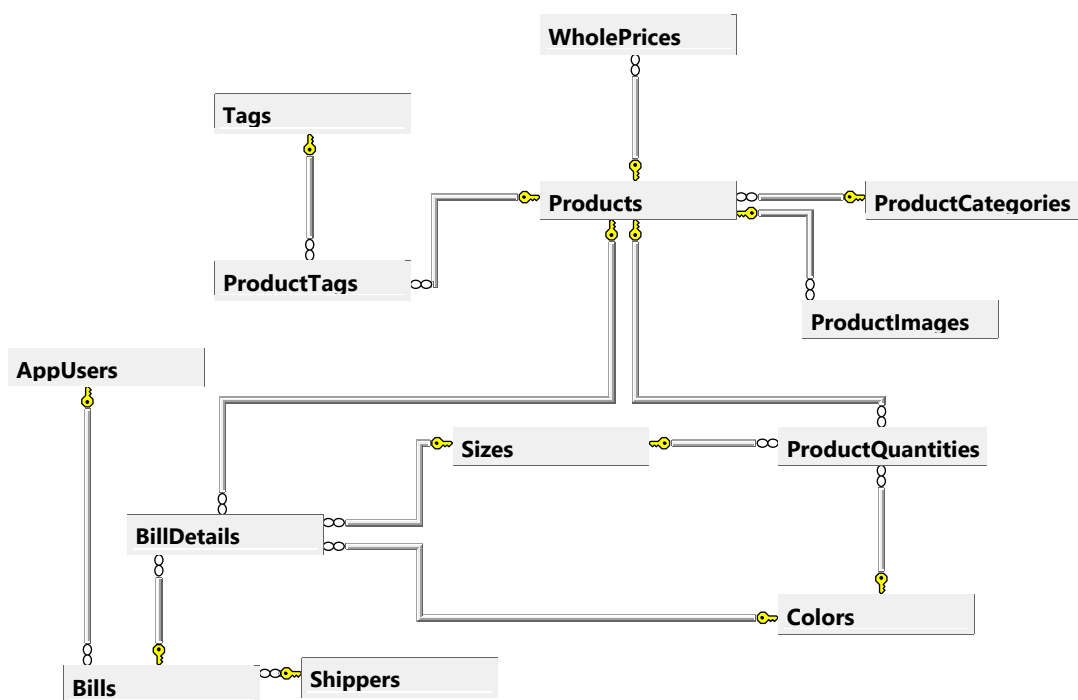 WholePrices
Tags
Products
ProductCategories
ProductTags
ProductImages
AppUsers
Sizes
ProductQuantities
BillDetails
Colors
Bills
Shippers